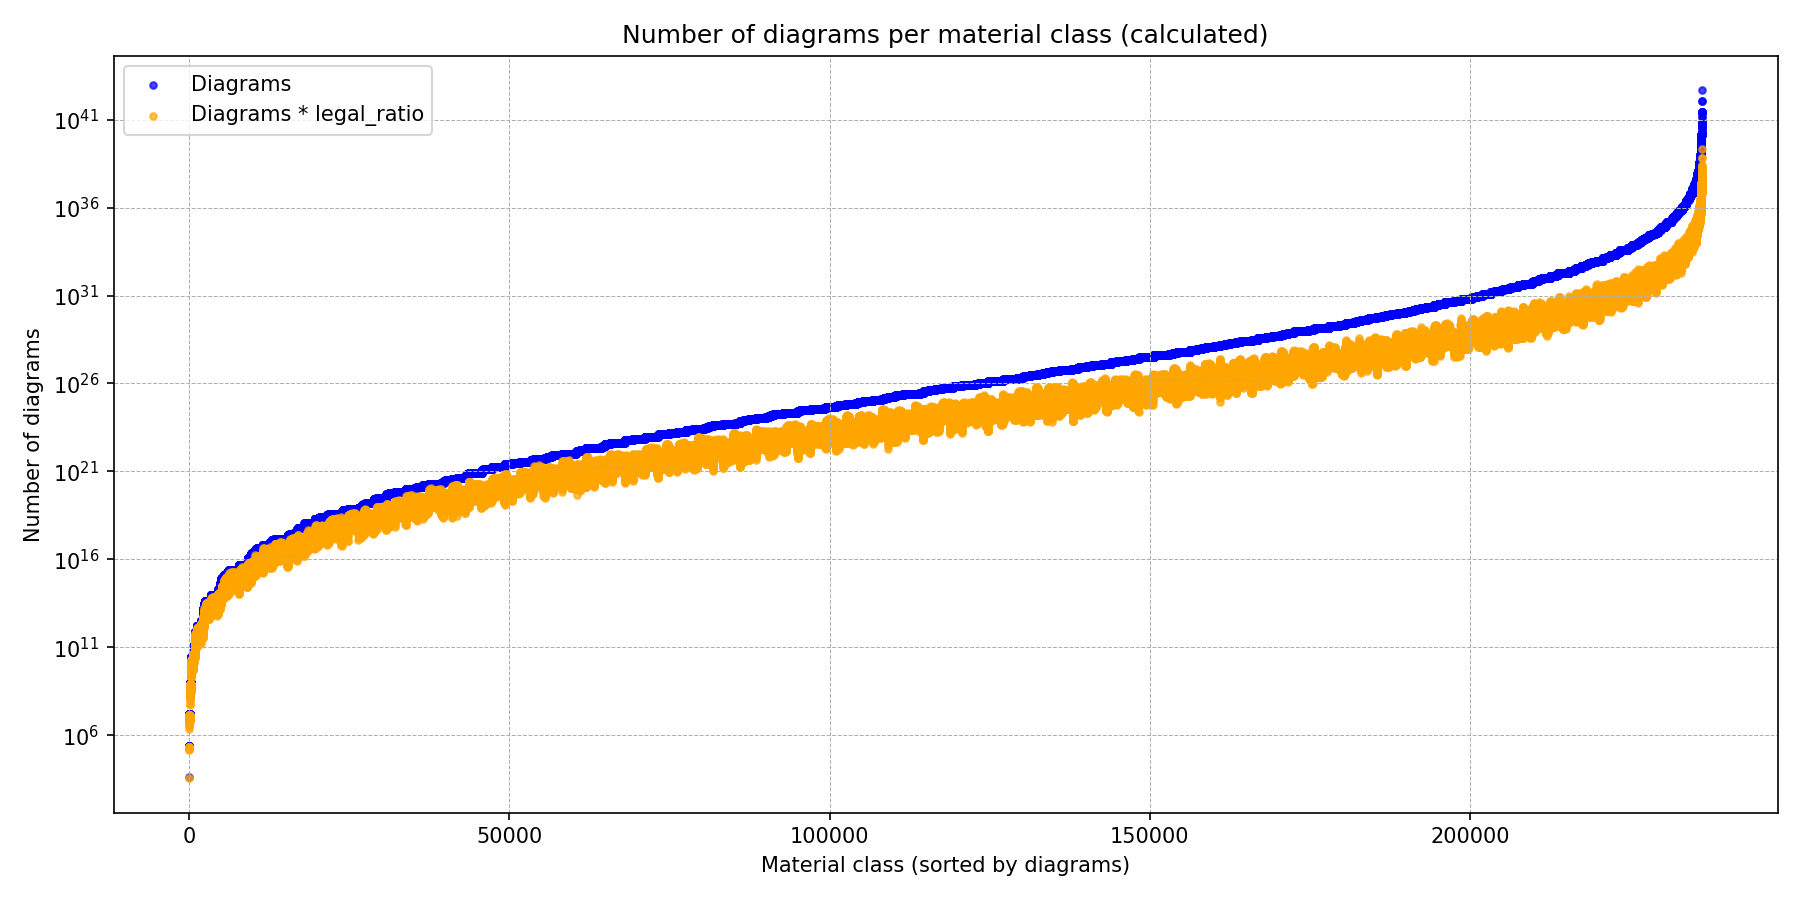 Number of diagrams per material class (calculated)
Diagrams
Diagrams * legal_ratio
Number of diagrams
10^41
10^36
10^31
10^26
10^21
10^16
10^11
10^6
0
50000
100000
150000
200000
Material class (sorted by diagrams)